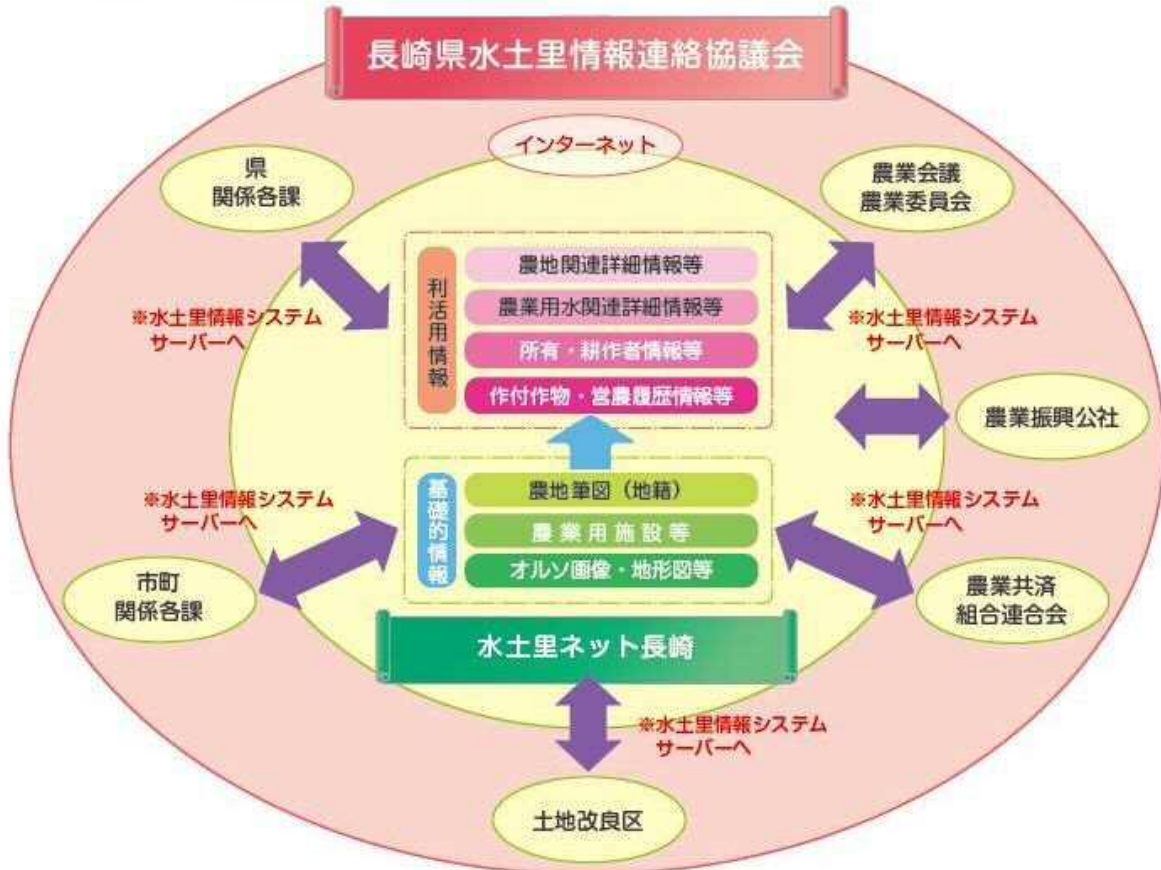 長崎県水土里情報連絡協議会
インターネット
県
関係各課
農業会議
農業委員会
利活用情報
農地関連詳細情報等
農業用水関連詳細情報等
所有・耕作者情報等
作付作物・営農履歴情報等
※水土里情報システム
サーバーへ
※水土里情報システム
サーバーへ
農業振興公社
基礎的情報
農地筆図（地籍）
農業用施設等
オルソ画像・地形図等
※水土里情報システム
サーバーへ
※水土里情報システム
サーバーへ
市町
関係各課
農業共済
組合連合会
水土里ネット長崎
※水土里情報システム
サーバーへ
土地改良区